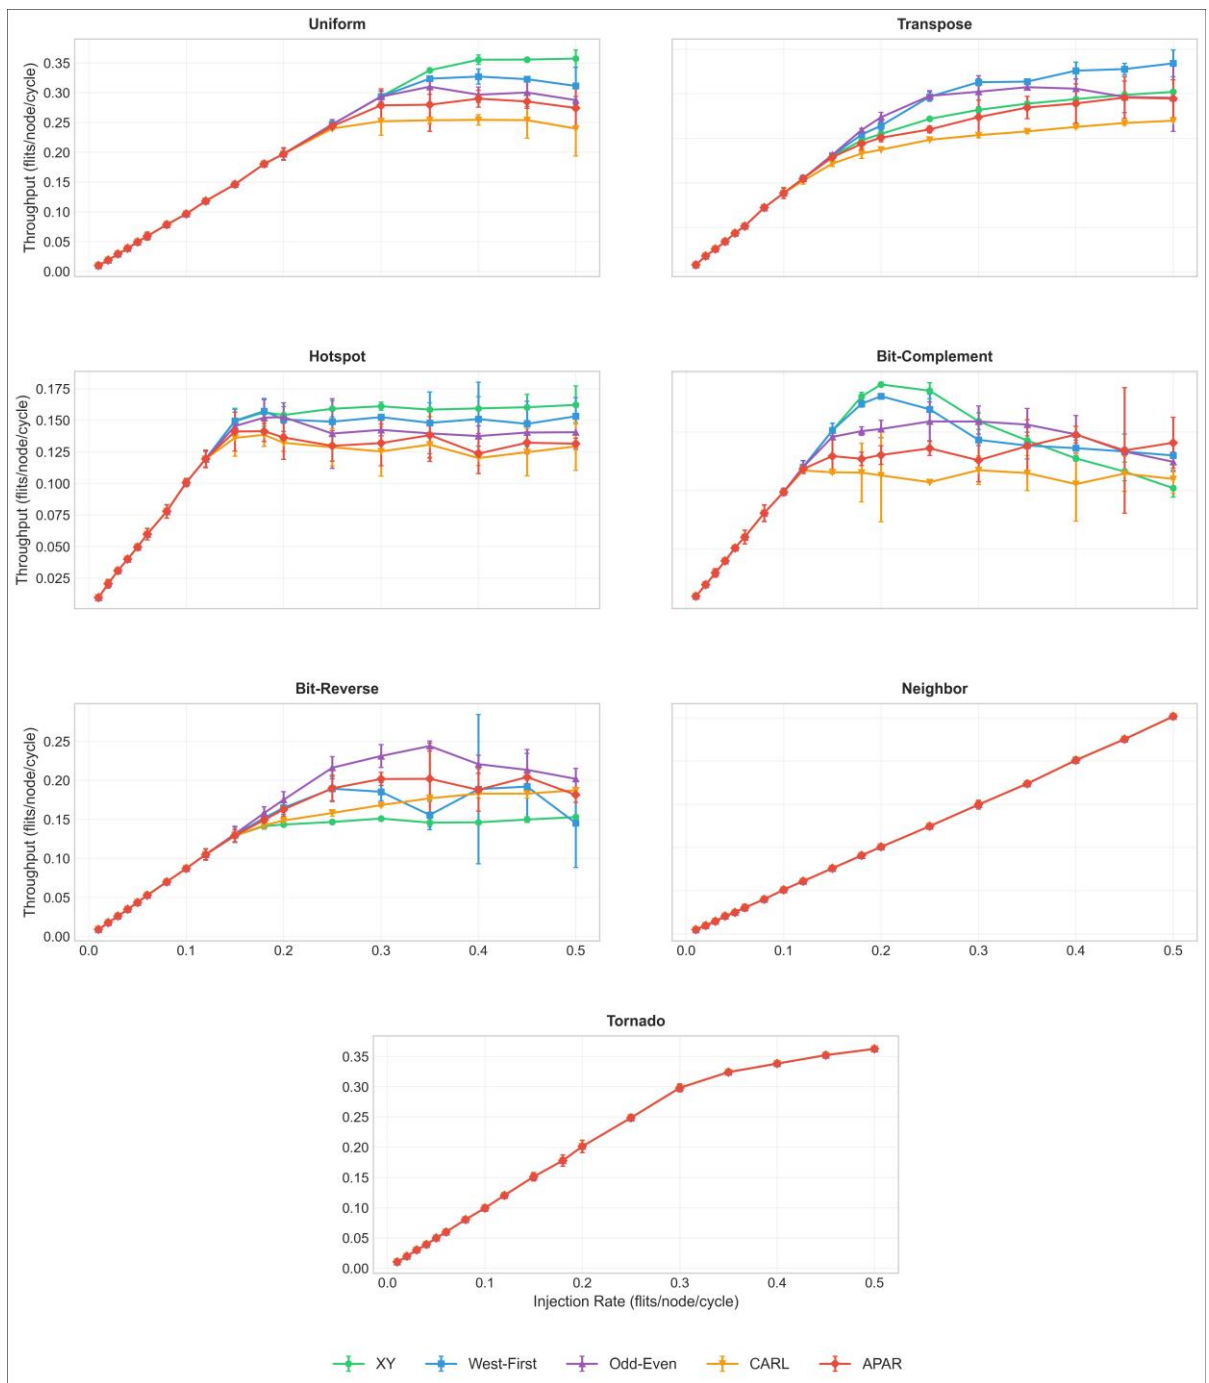 Uniform
Transpose
Throughput (flits/node/cycle)
0.35
0.30
0.25
0.20
0.15
0.10
0.05
0.00
Hotspot
Bit-Complement
Throughput (flits/node/cycle)
0.175
0.150
0.125
0.100
0.075
0.050
0.025
Bit-Reverse
Neighbor
Throughput (flits/node/cycle)
0.25
0.20
0.15
0.10
0.05
0.00
0.0 0.1 0.2 0.3 0.4 0.5
0.0 0.1 0.2 0.3 0.4 0.5
Tornado
0.35
0.30
0.25
0.20
0.15
0.10
0.05
0.00
0.0 0.1 0.2 0.3 0.4 0.5
Injection Rate (flits/node/cycle)
XY West-First Odd-Even CARL APAR